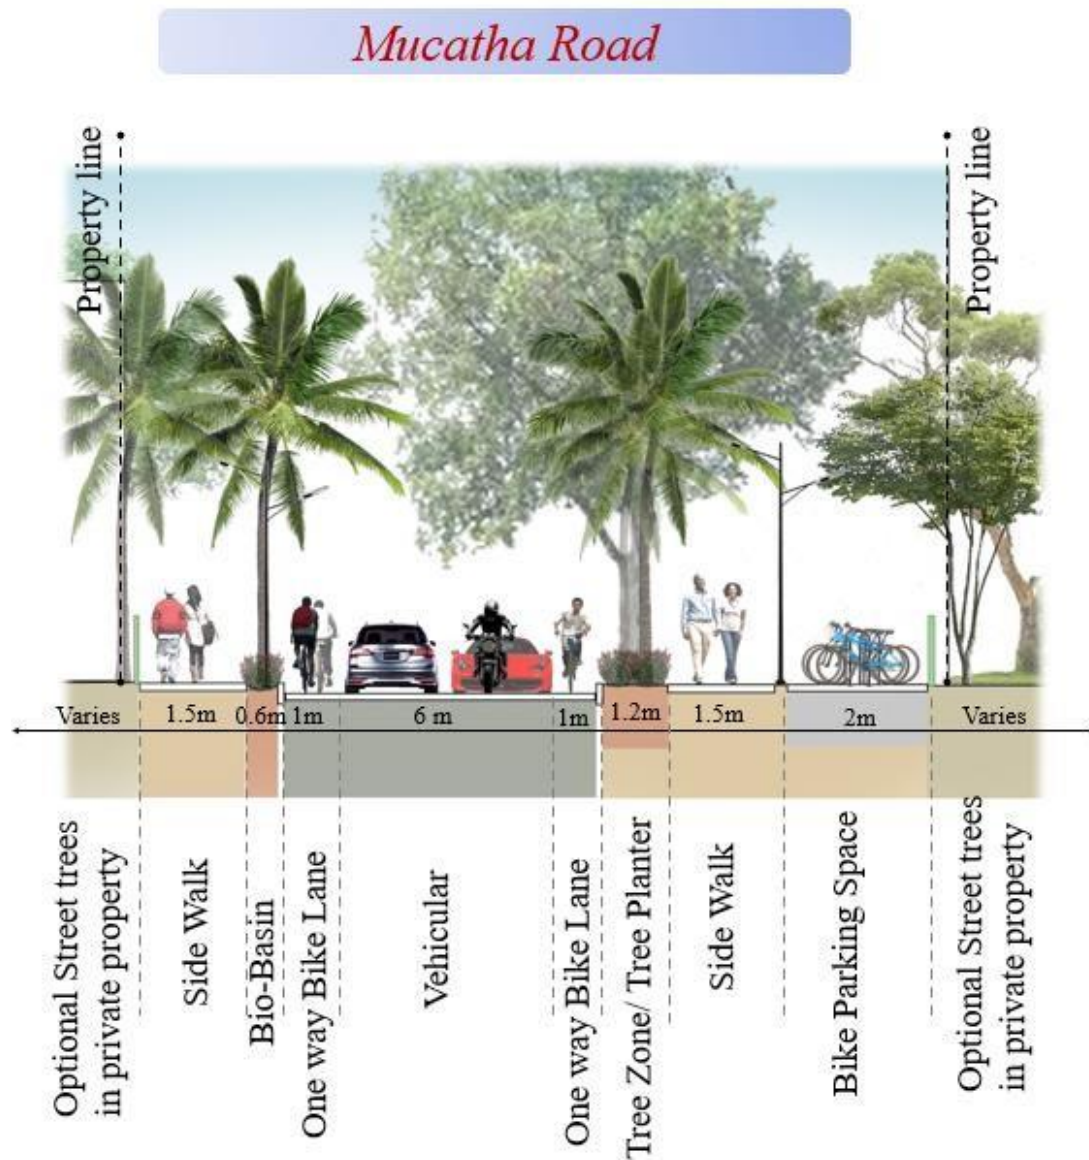 Mucatha Road
Property line
Property line
Varies
1.5m
0.6m
1m
6 m
1m
1.2m
1.5m
2m
Varies
Optional Street trees
in private property
Side Walk
Bio-Basin
One way Bike Lane
Vehicular
One way Bike Lane
Tree Zone/ Tree Planter
Side Walk
Bike Parking Space
Optional Street trees
in private property